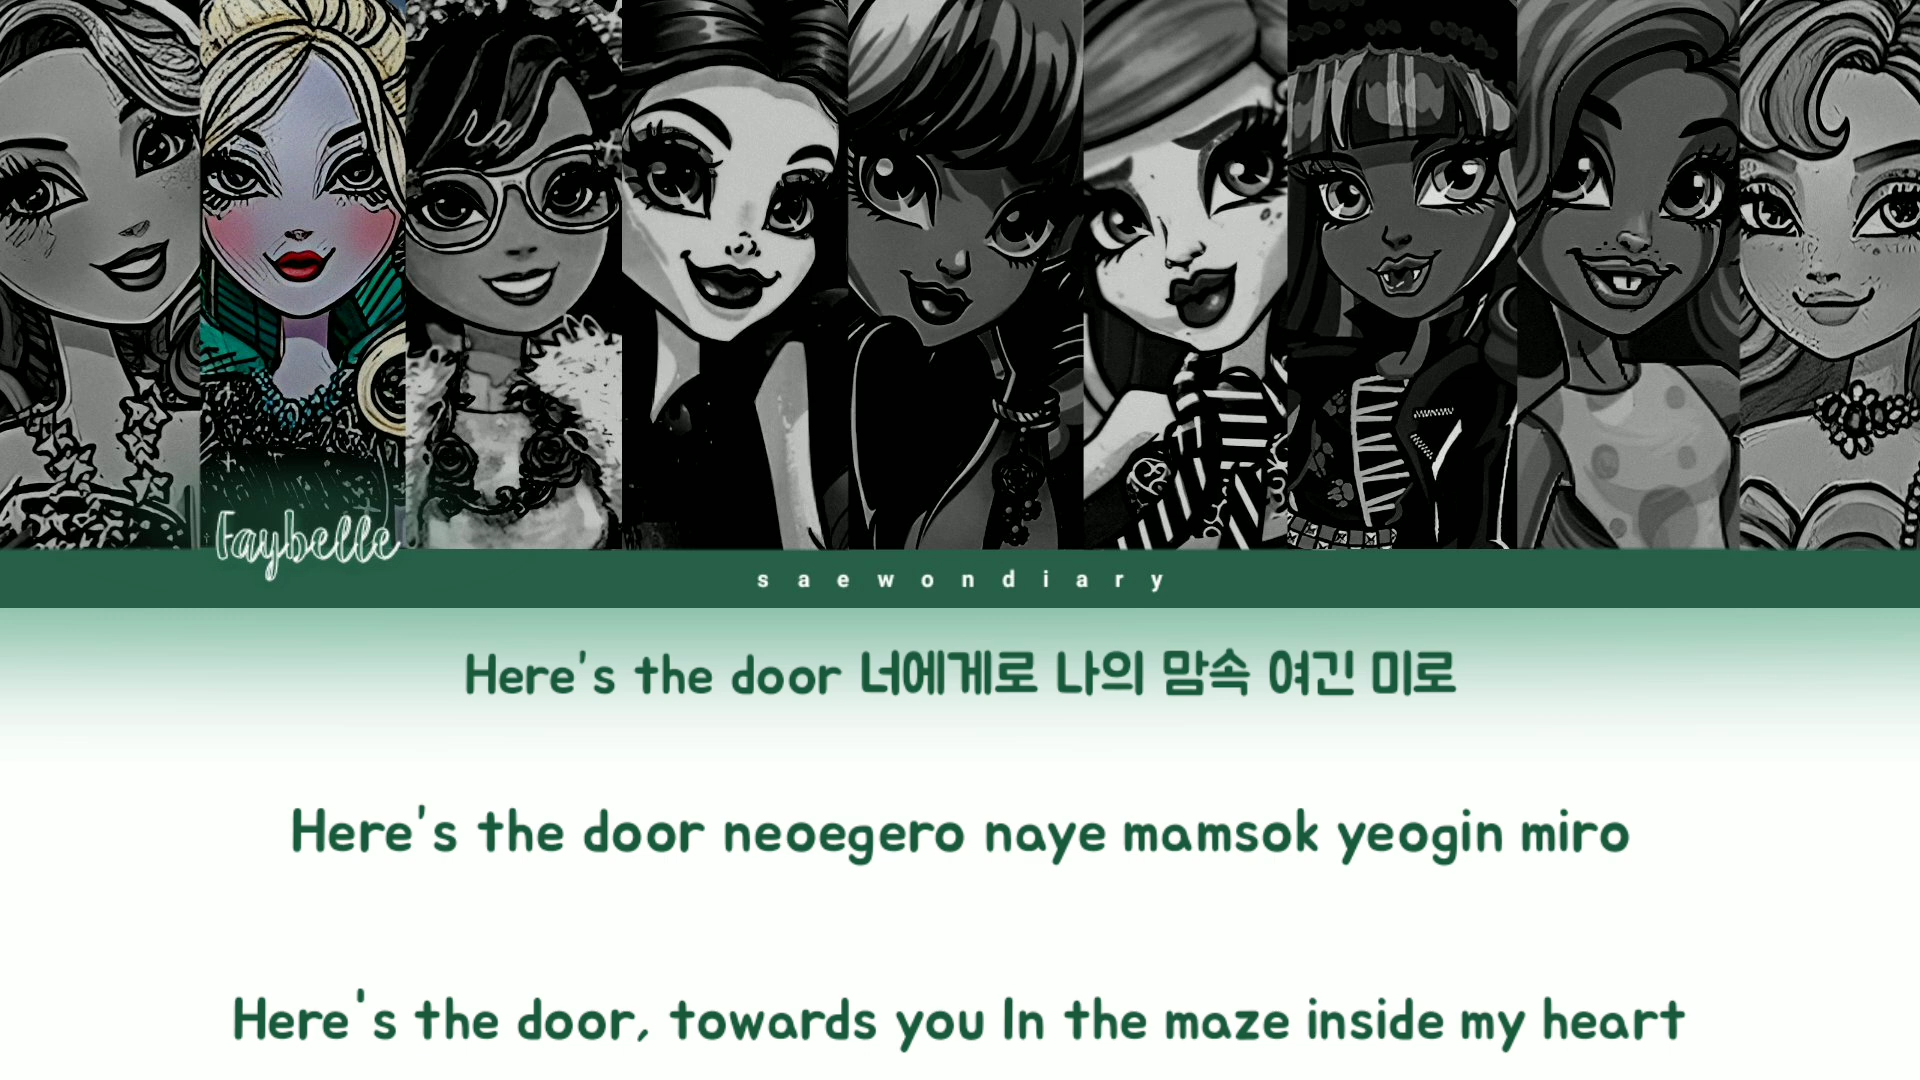 Faybelle
saewondiary
Here's the door 너에게로 나의 맘속 여긴 미로
Here's the door neoegero naye mamsok yeogin miro
Here's the door, towards you In the maze inside my heart